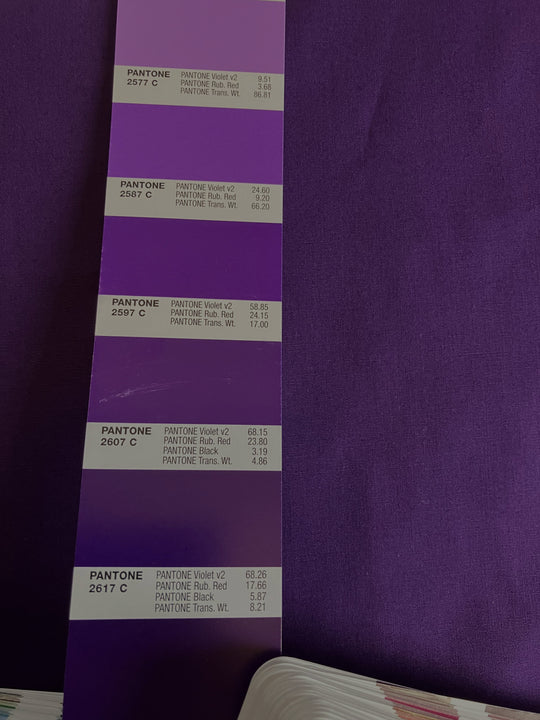 PANTONE PANTONE Violet v2 9.51
2577 C PANTONE Rub. Red 3.68
PANTONE Trans. Wt. 86.81
PANTONE PANTONE Violet v2 24.60
2587 C PANTONE Rub. Red 9.20
PANTONE Trans. Wt. 66.20
PANTONE PANTONE Violet v2 58.85
2597 C PANTONE Rub. Red 24.15
PANTONE Trans. Wt. 17.00
PANTONE PANTONE Violet v2 68.15
2607 C PANTONE Rub. Red 23.80
PANTONE Black 3.19
PANTONE Trans. Wt. 4.86
PANTONE PANTONE Violet v2 68.26
2617 C PANTONE Rub. Red 17.66
PANTONE Black 5.87
PANTONE Trans. Wt. 8.21